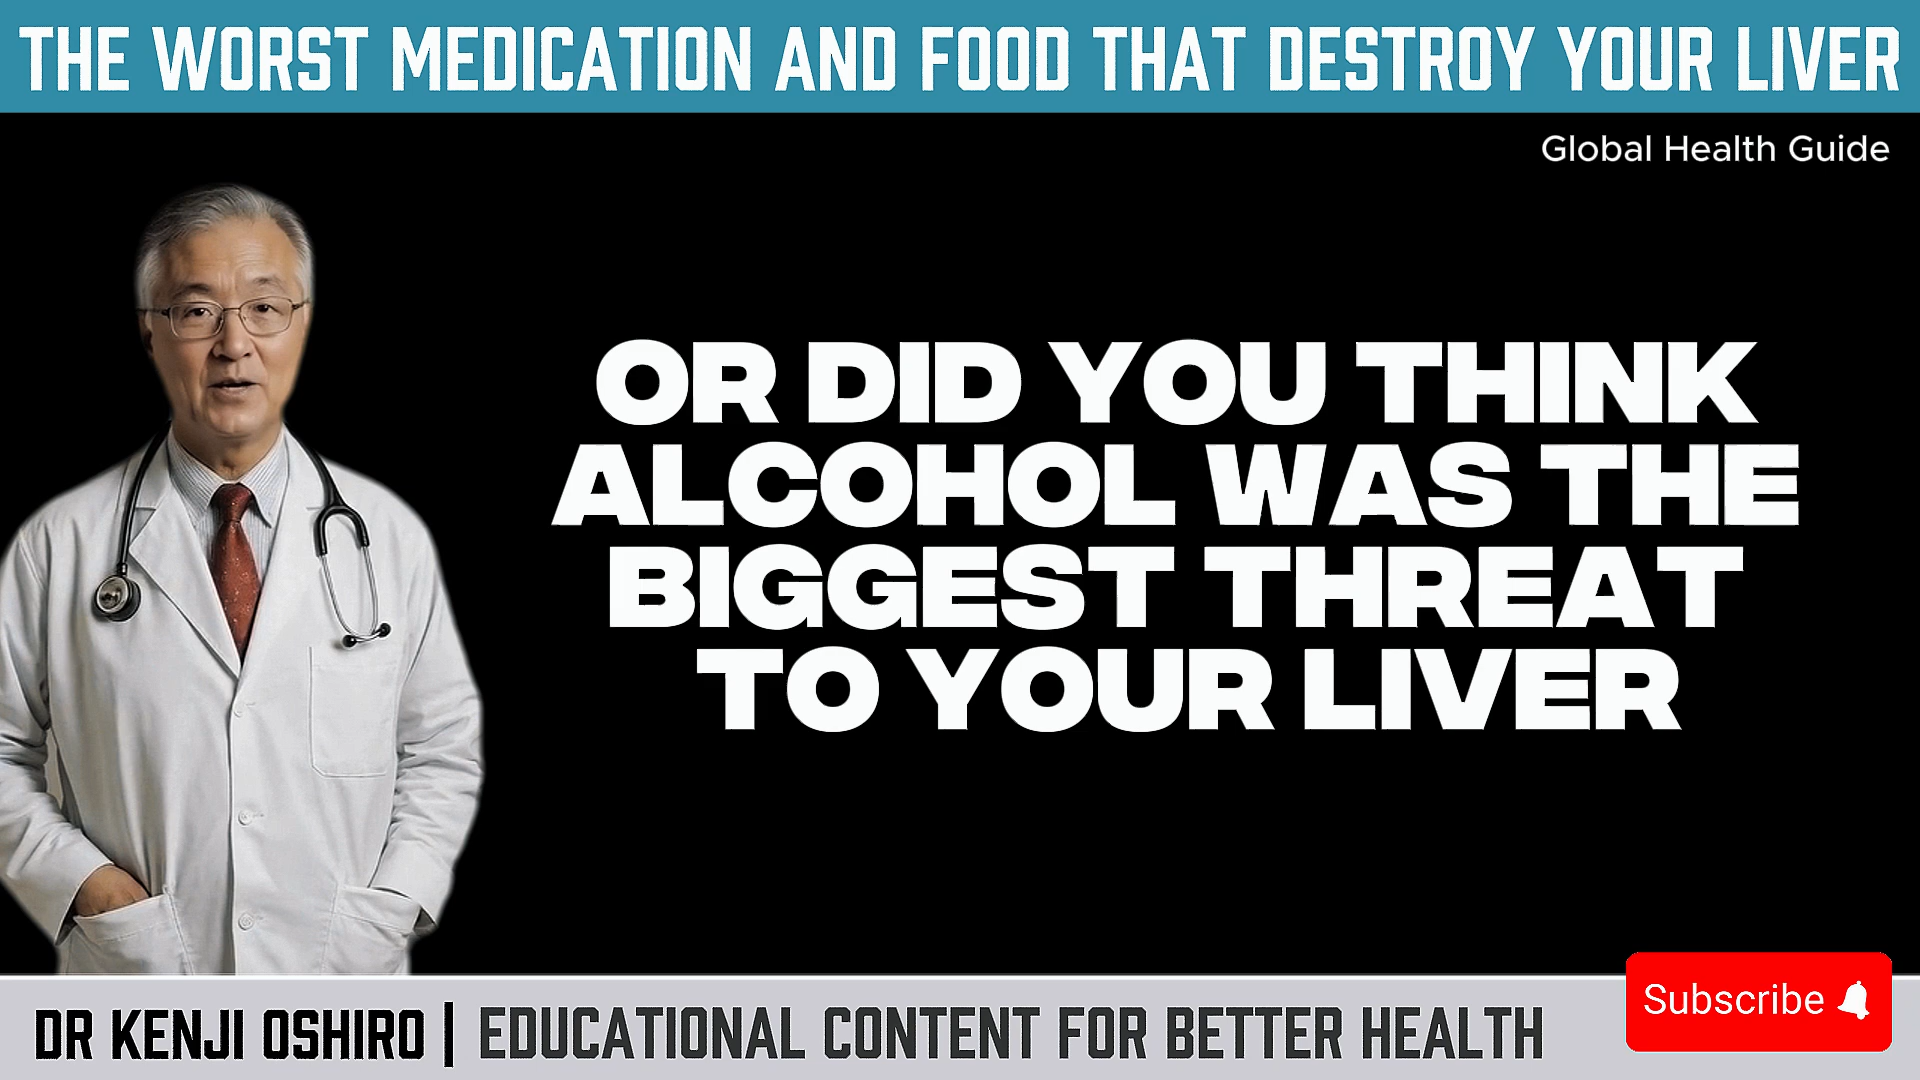 THE WORST MEDICATION AND FOOD THAT DESTROY YOUR LIVER
Global Health Guide
OR DID YOU THINK
ALCOHOL WAS THE
BIGGEST THREAT
TO YOUR LIVER
DR KENJI OSHIRO | EDUCATIONAL CONTENT FOR BETTER HEALTH
Subscribe